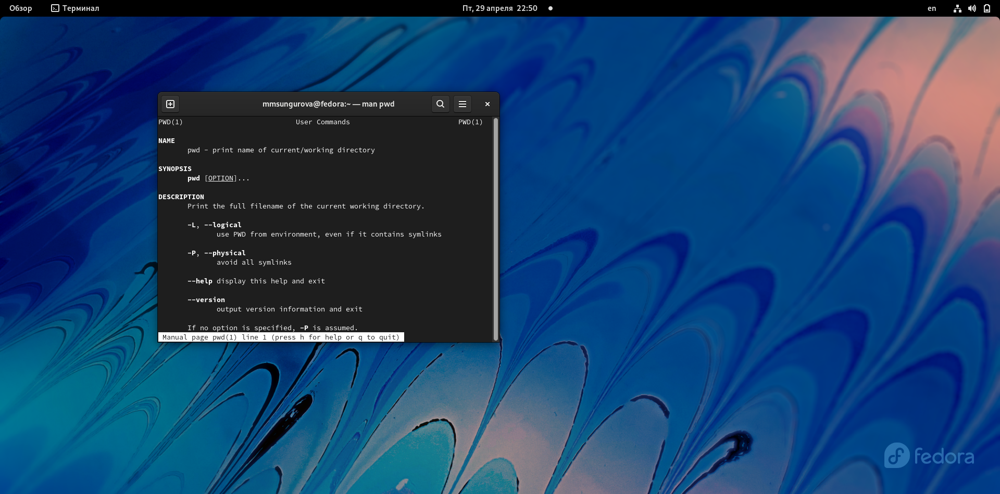 Обзор Терминал Пт, 29 апреля 22:50 en
mmsungurova@fedora:~ — man pwd
PWD(1) User Commands PWD(1)
NAME
pwd - print name of current/working directory
SYNOPSIS
pwd [OPTION]...
DESCRIPTION
Print the full filename of the current working directory.
-L, --logical
use PWD from environment, even if it contains symlinks
-P, --physical
avoid all symlinks
--help display this help and exit
--version
output version information and exit
If no option is specified, -P is assumed.
Manual page pwd(1) line 1 (press h for help or q to quit)
fedora